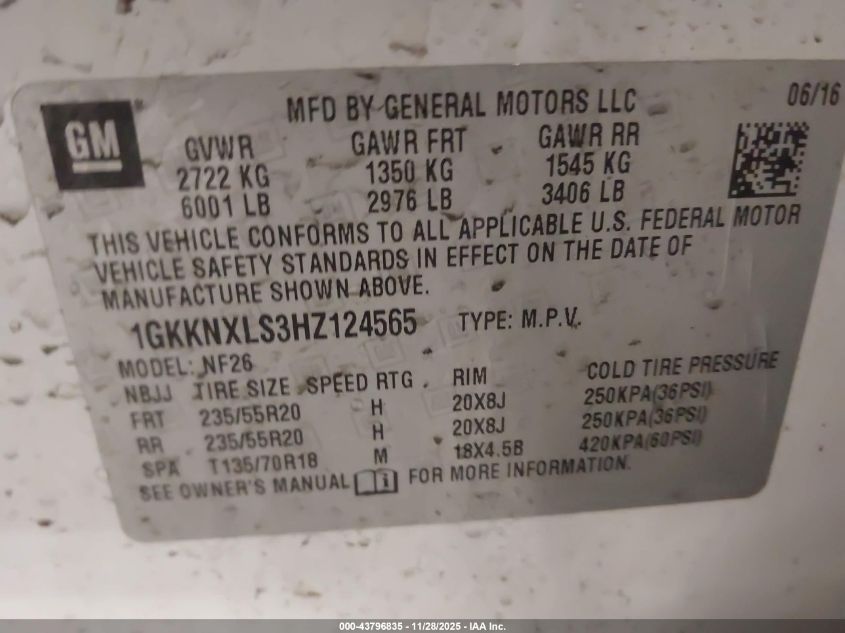 GM
MFD BY GENERAL MOTORS LLC 06/16
GVWR GAWR FRT GAWR RR
2722 KG 1350 KG 1545 KG
6001 LB 2976 LB 3406 LB
THIS VEHICLE CONFORMS TO ALL APPLICABLE U.S. FEDERAL MOTOR
VEHICLE SAFETY STANDARDS IN EFFECT ON THE DATE OF
MANUFACTURE SHOWN ABOVE.
1GKKNXLS3HZ124565 TYPE: M.P.V.
MODEL: NF26
NBJJ TIRE SIZE SPEED RTG RIM COLD TIRE PRESSURE
FRT 235/55R20 H 20X8J 250KPA(36PSI)
RR 235/55R20 H 20X8J 250KPA(36PSI)
SPA T135/70R18 M 18X4.5B 420KPA(60PSI)
SEE OWNER'S MANUAL i FOR MORE INFORMATION.
000-43796835 - 11/28/2025 - IAA Inc.